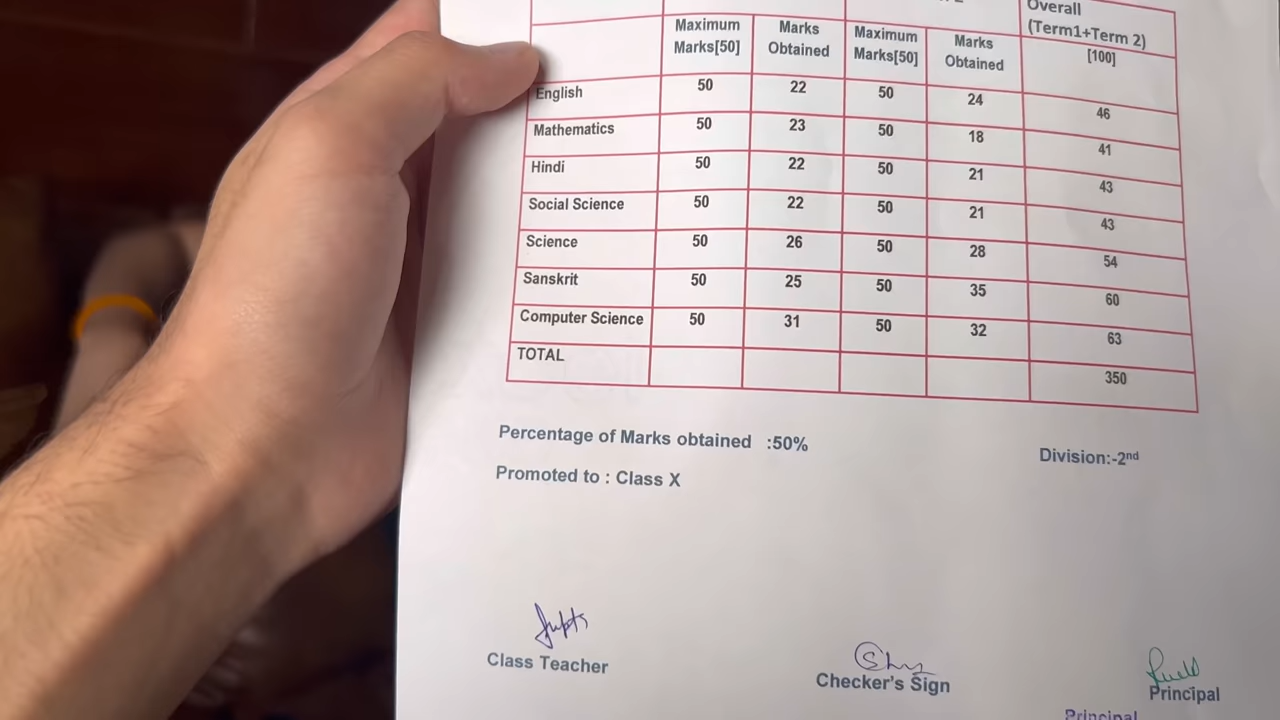 Overall
(Term1+Term 2)
Maximum Marks[50] Marks Obtained Maximum Marks[50] Marks Obtained [100]
English 50 22 50 24 46
Mathematics 50 23 50 18 41
Hindi 50 22 50 21 43
Social Science 50 22 50 21 43
Science 50 26 50 28 54
Sanskrit 50 25 50 35 60
Computer Science 50 31 50 32 63
TOTAL 350
Percentage of Marks obtained :50% Division:-2nd
Promoted to : Class X
Class Teacher Checker's Sign Principal
Principal